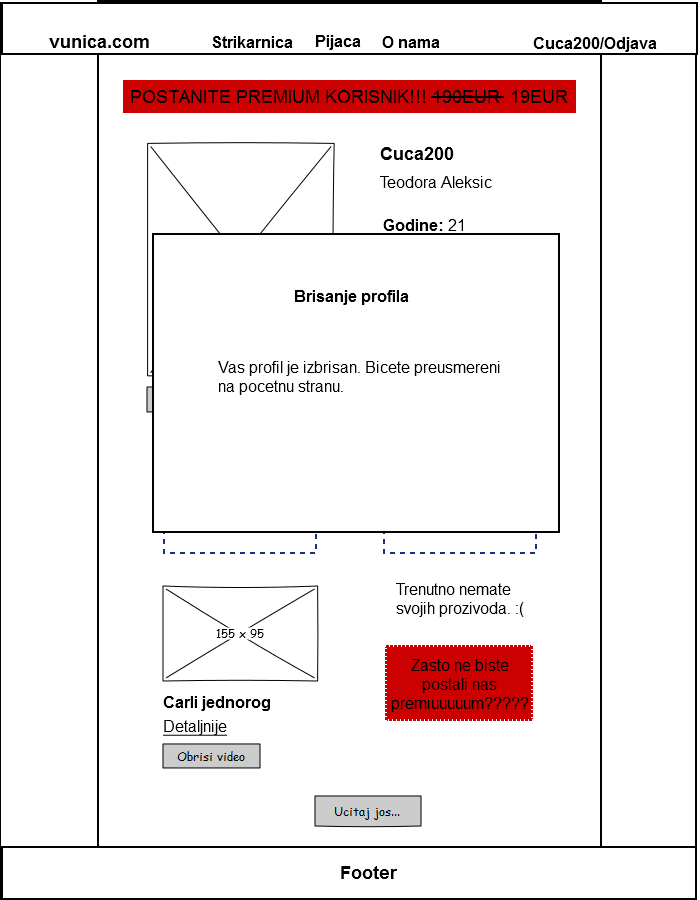 vunica.com Strikarnica Pijaca O nama Cuca200/Odjava
POSTANITE PREMIUM KORISNIK!!! 190EUR 19EUR
Cuca200
Teodora Aleksic
Godine: 21
Brisanje profila
Vas profil je izbrisan. Bicete preusmereni
na pocetnu stranu.
155 x 95
Carli jednorog
Detaljnije
Obrisi video
Trenutno nemate
svojih prozivoda. :(
Zasto ne biste
postali nas
premiuuuuum?????
Ucitaj jos...
Footer